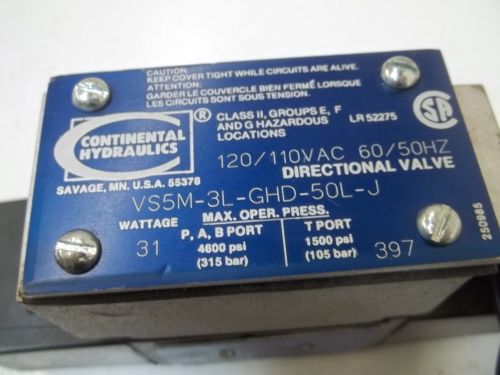 CAUTION:
KEEP COVER TIGHT WHILE CIRCUITS ARE ALIVE.
ATTENTION:
GARDER LE COUVERCLE BIEN FERMÉ LORSQUE
LES CIRCUITS SONT SOUS TENSION.
CONTINENTAL
HYDRAULICS
®
SAVAGE, MN. U.S.A. 55378
CLASS II, GROUPS E, F
AND G HAZARDOUS
LOCATIONS
LR 52275
SA
120/110VAC 60/50HZ
DIRECTIONAL VALVE
VS5M-3L-GHD-50L-J
WATTAGE
31
MAX. OPER. PRESS.
P, A, B PORT
4600 psi
(315 bar)
T PORT
1500 psi
(105 bar)
397
250985